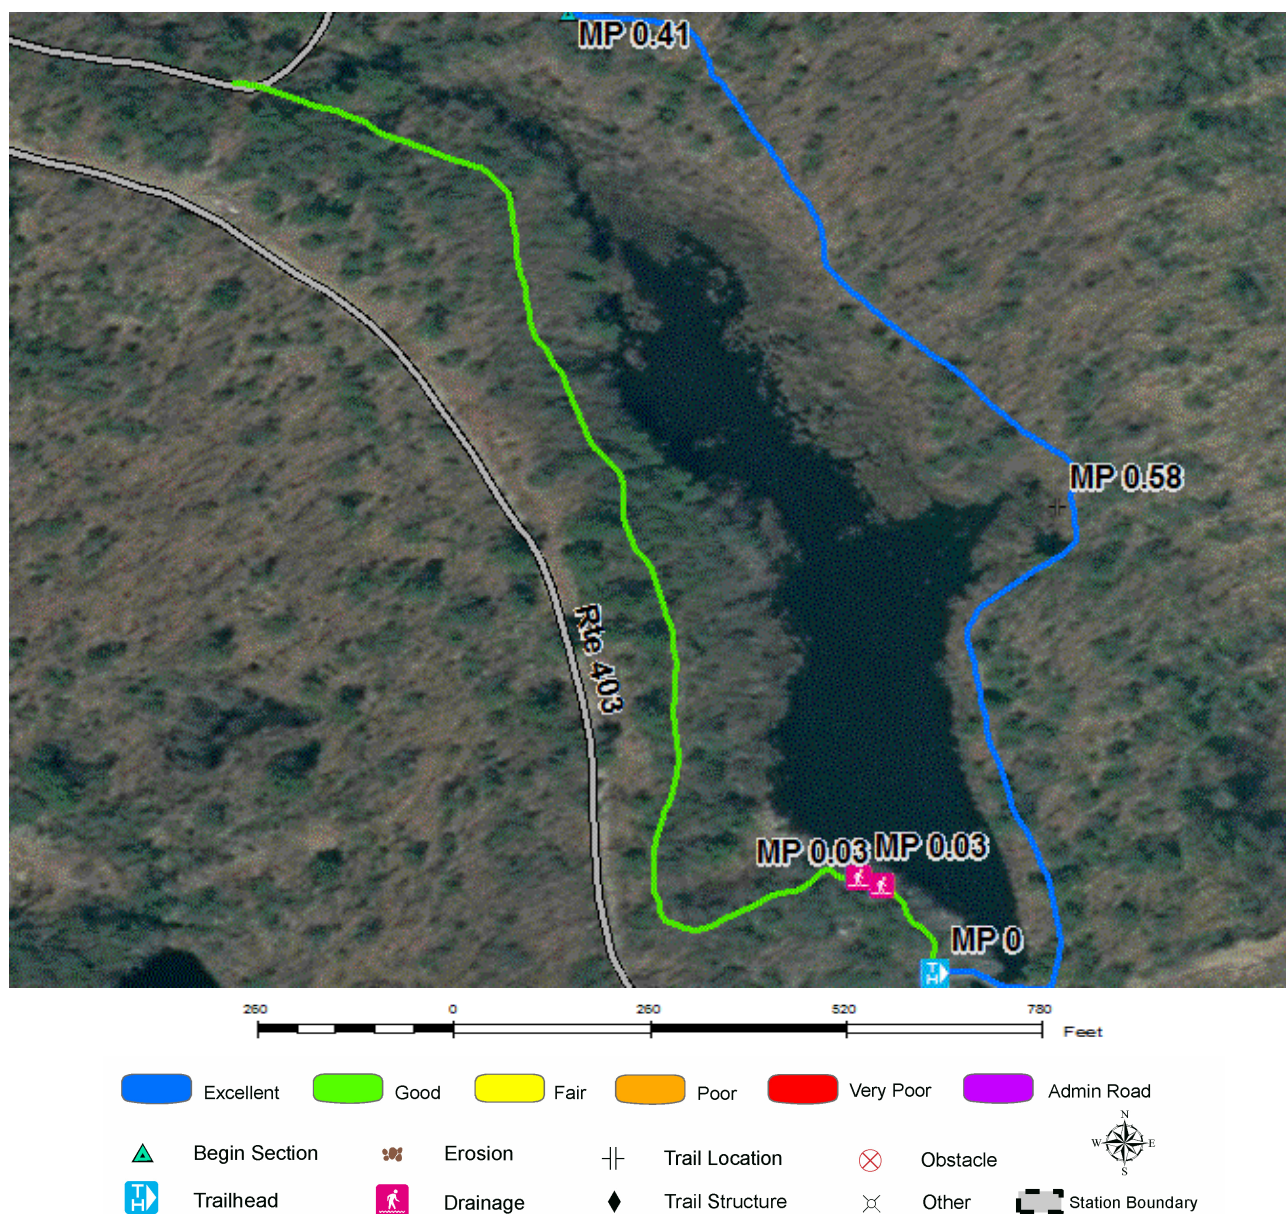 MP 0.41
MP 0.58
Rte 403
MP 0.03
MP 0.03
MP 0
260 0 260 520 780
Feet
Excellent Good Fair Poor Very Poor Admin Road
N
W E
S
Begin Section Erosion Trail Location Obstacle
TH Trailhead Drainage Trail Structure Other Station Boundary